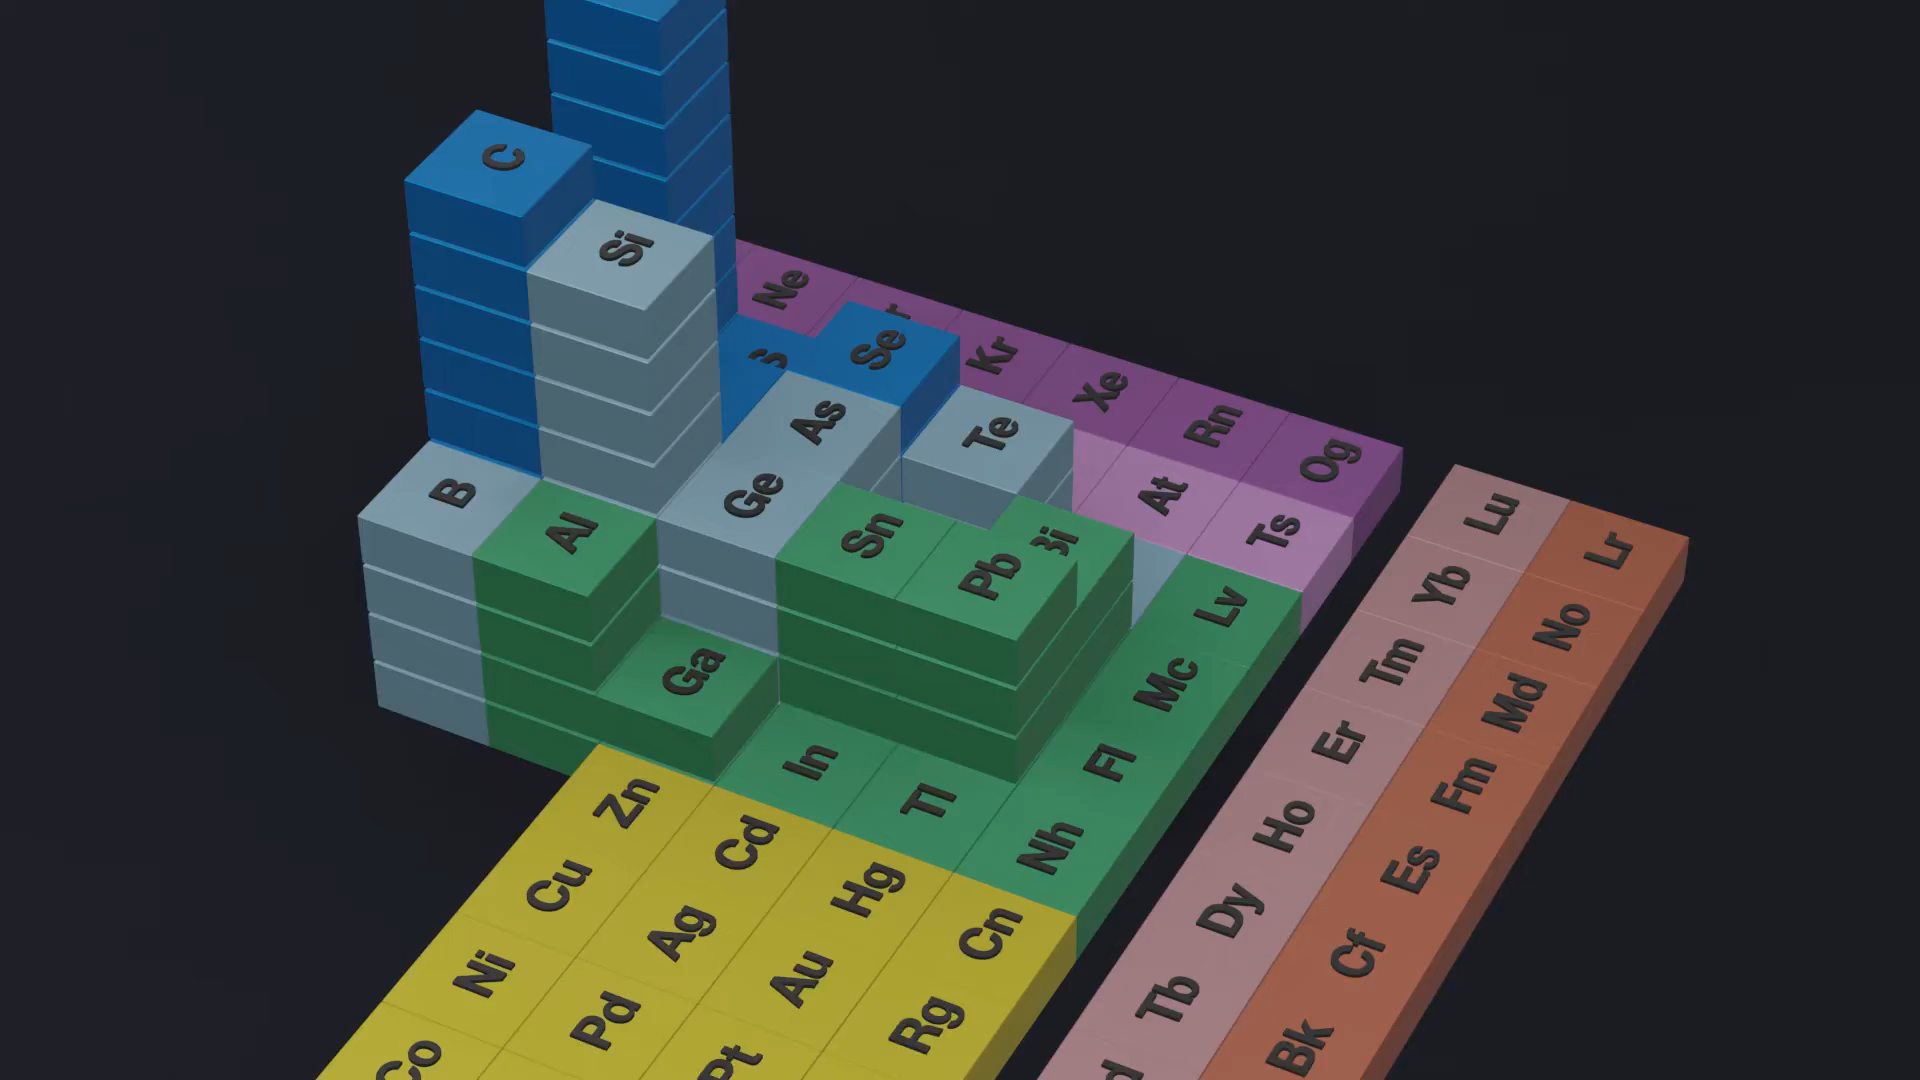 C
Si
Ne
Se
Kr
Xe
Rn
Og
As
Te
At
Ts
B
Al
Ge
Sn
Pb
Lv
Ga
Mc
In
Fl
Tl
Nh
Zn
Cd
Hg
Cn
Cu
Ag
Au
Rg
Ni
Pd
Pt
Co
Lu
Lr
Yb
No
Tm
Md
Er
Fm
Ho
Es
Dy
Cf
Tb
Bk